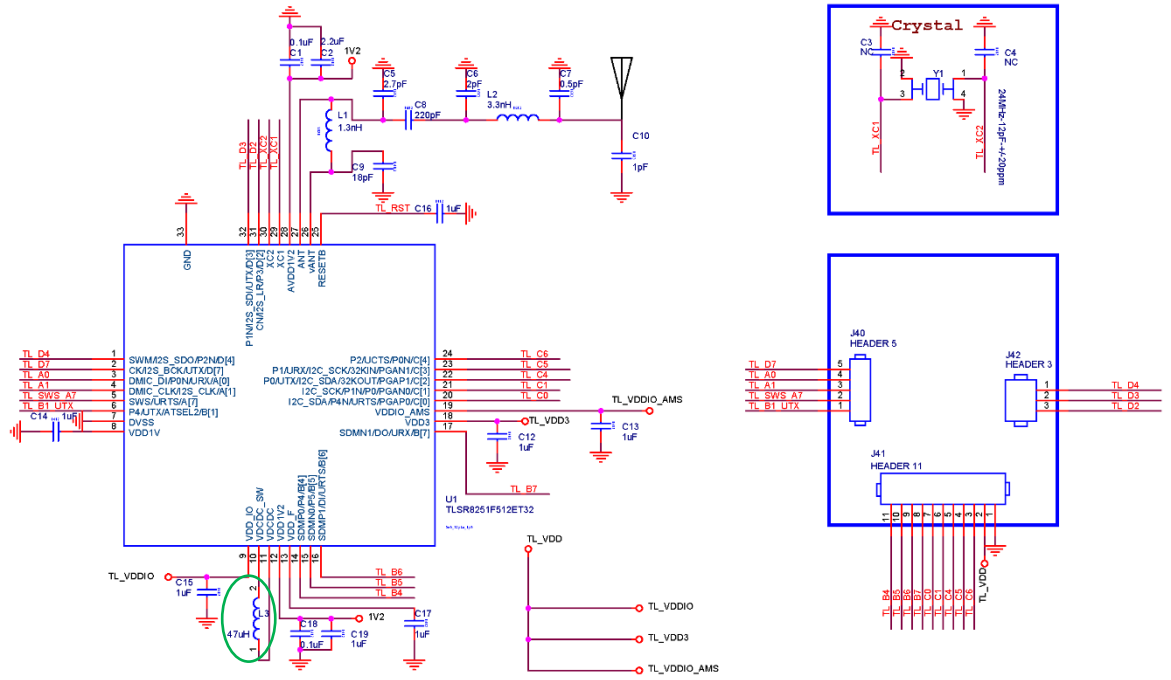 Crystal
C3
NC
C4
NC
Y1
2
3
1
4
24MHz-12pF-+/-20ppm
TL_XC1
TL_XC2
0.1uF
2.2uF
C1
C2
1V2
C5
2.7pF
C6
2pF
C7
0.5pF
L1
1.3nH
C8
220pF
L2
3.3nH
C9
18pF
C10
1pF
TL_D3
TL_D2
TL_XC2
TL_XC1
TL_RST
C16
1uF
33
32
31
30
29
28
27
26
25
GND
P1N/I2S_SDI/UTX/D[3]
CN/I2S_LR/P3/D[2]
XC2
XC1
AVDD1V2
ANT
vANT
RESETB
TL_D4
1
SWM/I2S_SDO/P2N/D[4]
TL_D7
2
CK/I2S_BCK/UTX/D[7]
TL_A0
3
DMIC_DI/P0N/URX/A[0]
TL_A1
4
DMIC_CLK/I2S_CLK/A[1]
TL_SWS_A7
5
SWS/URTS/A[7]
TL_B1_UTX
6
P4/UTX/ATSEL2/B[1]
C14
1uF
7
DVSS
8
VDD1V
P2/UCTS/P0N/C[4]
24
TL_C6
P1/URX/I2C_SCK/32KIN/PGAN1/C[3]
23
TL_C5
P0/UTX/I2C_SDA/32KOUT/PGAP1/C[2]
22
TL_C4
I2C_SCK/P1N/P0/PGAN0/C[1]
21
TL_C1
I2C_SDA/P4N/URTS/PGAP0/C[0]
20
TL_C0
VDDIO_AMS
19
TL_VDDIO_AMS
VDD3
18
TL_VDD3
SDMN1/DO/URX/B[7]
17
C12
1uF
C13
1uF
TL_B7
U1
TLSR8251F512ET32
VDD_IO
VDCDC_SW
VDCDC
VDD1V2
VDD_F
SDMP0/P4/B[4]
SDMN0/P5/B[5]
SDMP1/DI/URTS/B[6]
9
10
11
12
13
14
15
16
TL_VDDIO
C15
1uF
2
L3
47uH
1
TL_B6
TL_B5
TL_B4
C17
1uF
1V2
C18
0.1uF
C19
1uF
TL_VDD
TL_VDDIO
TL_VDD3
TL_VDDIO_AMS
J40
HEADER 5
TL_D7
5
TL_A0
4
TL_A1
3
TL_SWS_A7
2
TL_B1_UTX
1
J42
HEADER 3
1
TL_D4
2
TL_D3
3
TL_D2
J41
HEADER 11
11
10
9
8
7
6
5
4
3
2
1
TL_B4
TL_B5
TL_B6
TL_B7
TL_C0
TL_C1
TL_C4
TL_C5
TL_C6
TL_VDD